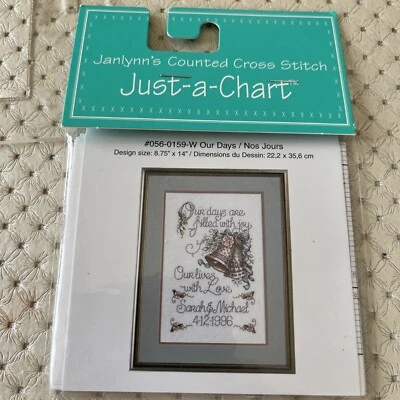 Janlynn's Counted Cross Stitch
Just-a-Chart™
#056-0159-W Our Days / Nos Jours
Design size: 8.75" x 14" / Dimensions du Dessin: 22,2 x 35,6 cm
Our days are
filled with joy
Our lives
with Love
Sarah & Michael
4·12·1996